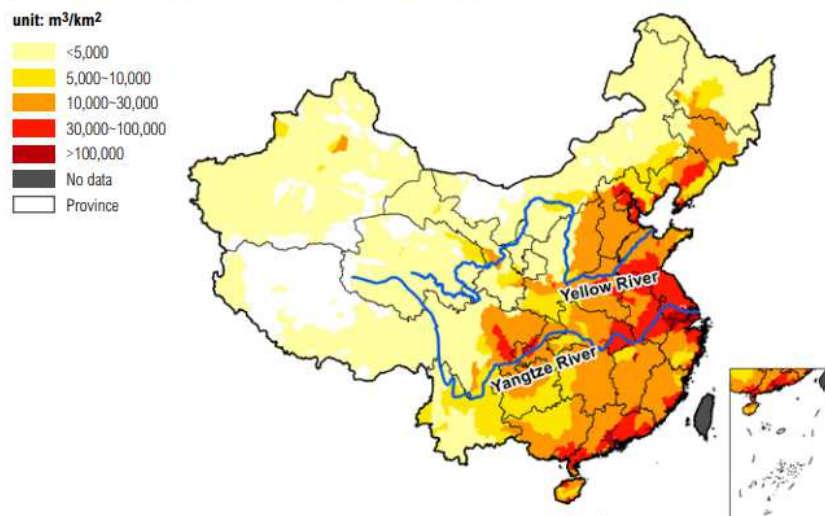 unit: m³/km²
<5,000
5,000~10,000
10,000~30,000
30,000~100,000
>100,000
No data
Province
Yellow River
Yangtze River